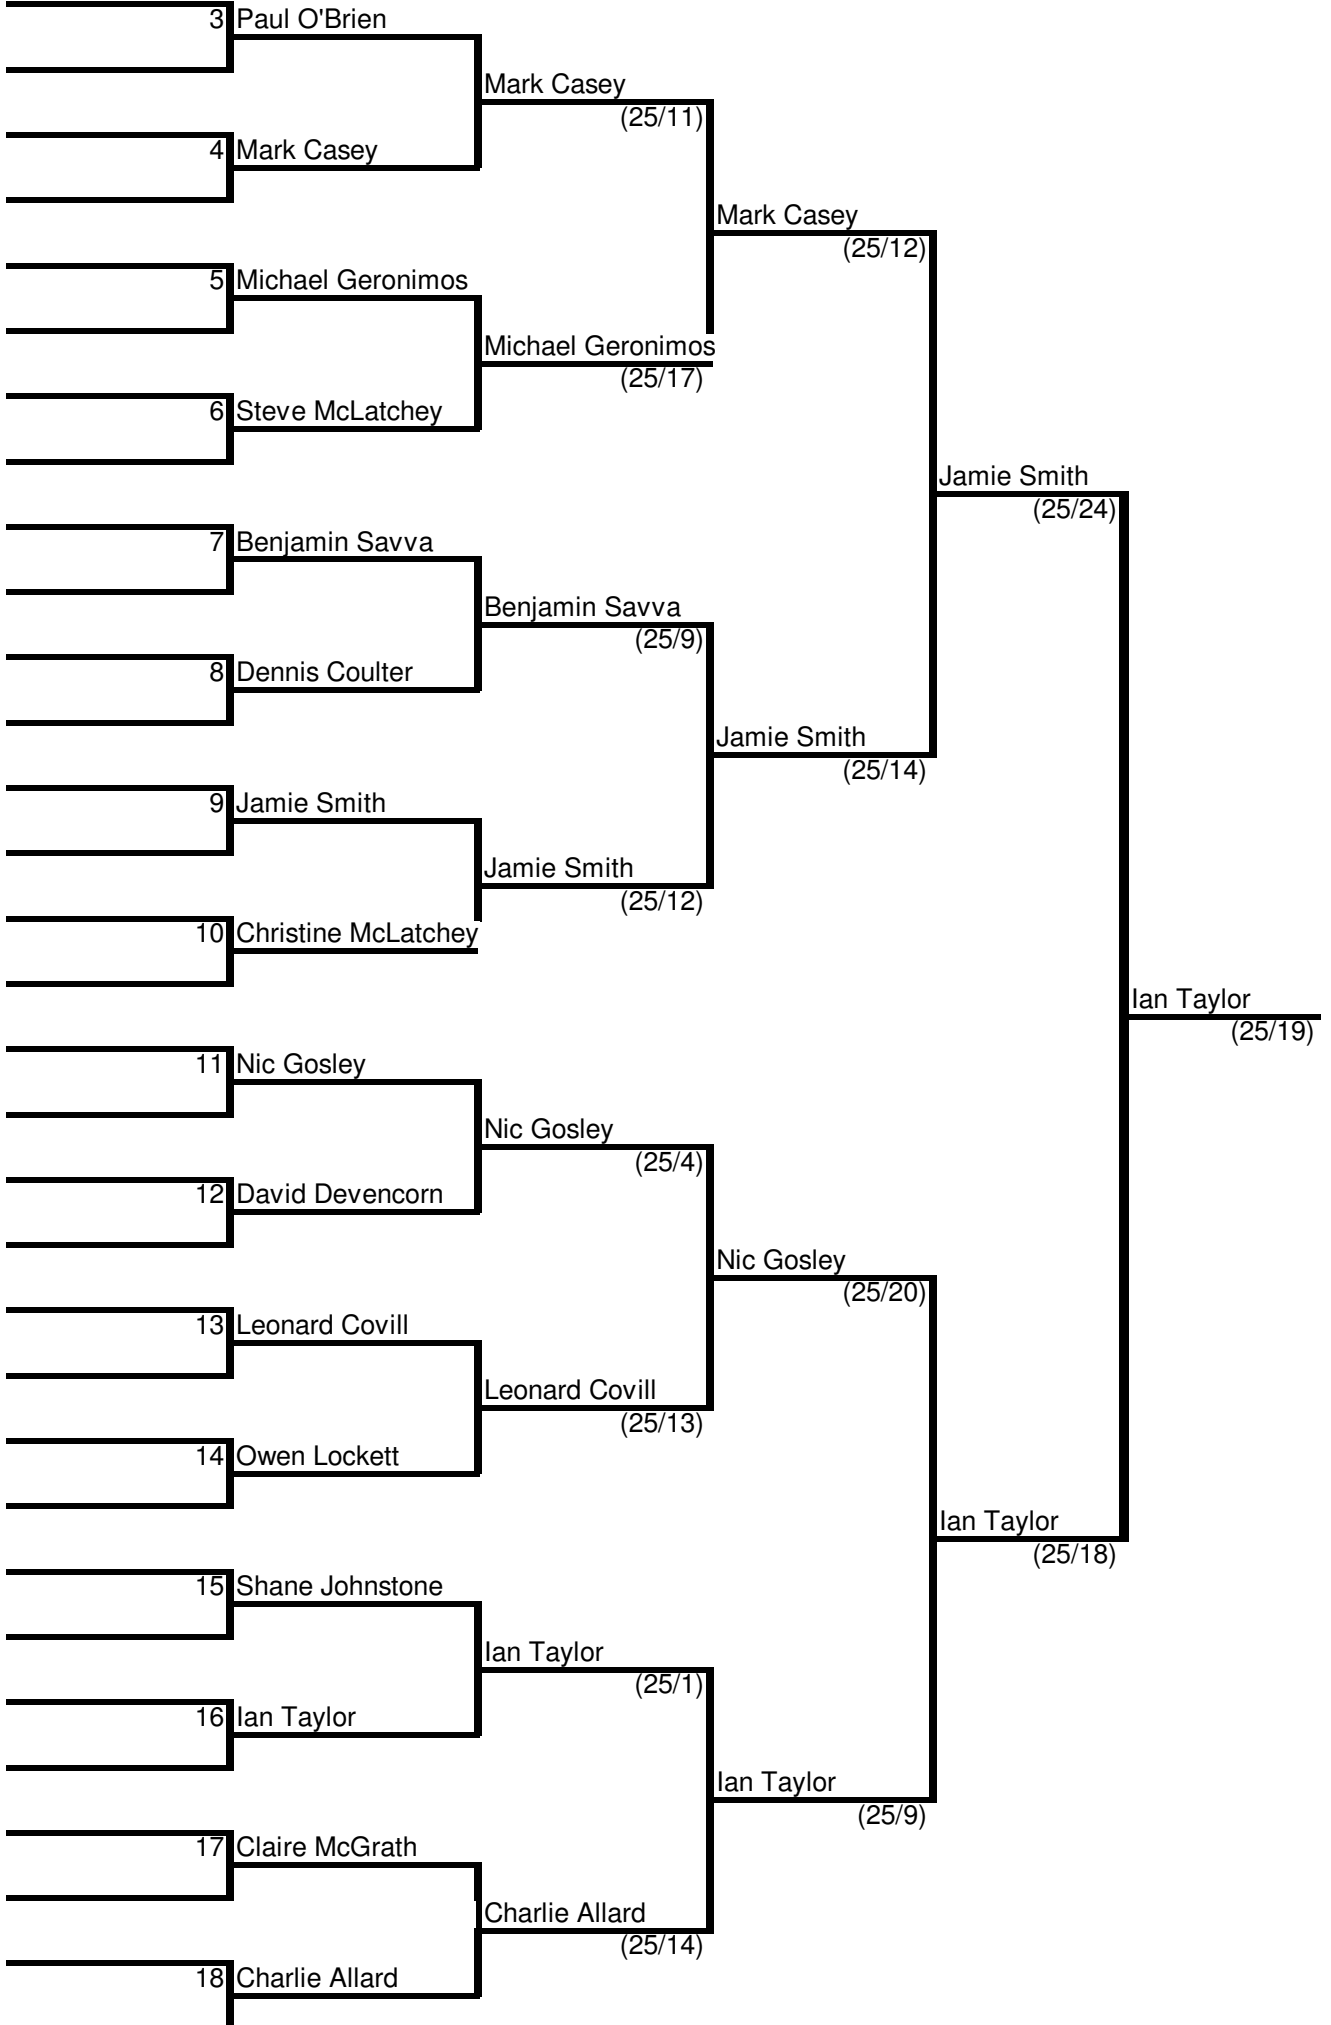 3 Paul O'Brien
Mark Casey
(25/11)
4 Mark Casey
Mark Casey
(25/12)
5 Michael Geronimos
Michael Geronimos
(25/17)
6 Steve McLatchey
Jamie Smith
(25/24)
7 Benjamin Savva
Benjamin Savva
(25/9)
8 Dennis Coulter
Jamie Smith
(25/14)
9 Jamie Smith
Jamie Smith
(25/12)
10 Christine McLatchey
Ian Taylor
(25/19)
11 Nic Gosley
Nic Gosley
(25/4)
12 David Devencorn
Nic Gosley
(25/20)
13 Leonard Covill
Leonard Covill
(25/13)
14 Owen Lockett
Ian Taylor
(25/18)
15 Shane Johnstone
Ian Taylor
(25/1)
16 Ian Taylor
Ian Taylor
(25/9)
17 Claire McGrath
Charlie Allard
(25/14)
18 Charlie Allard